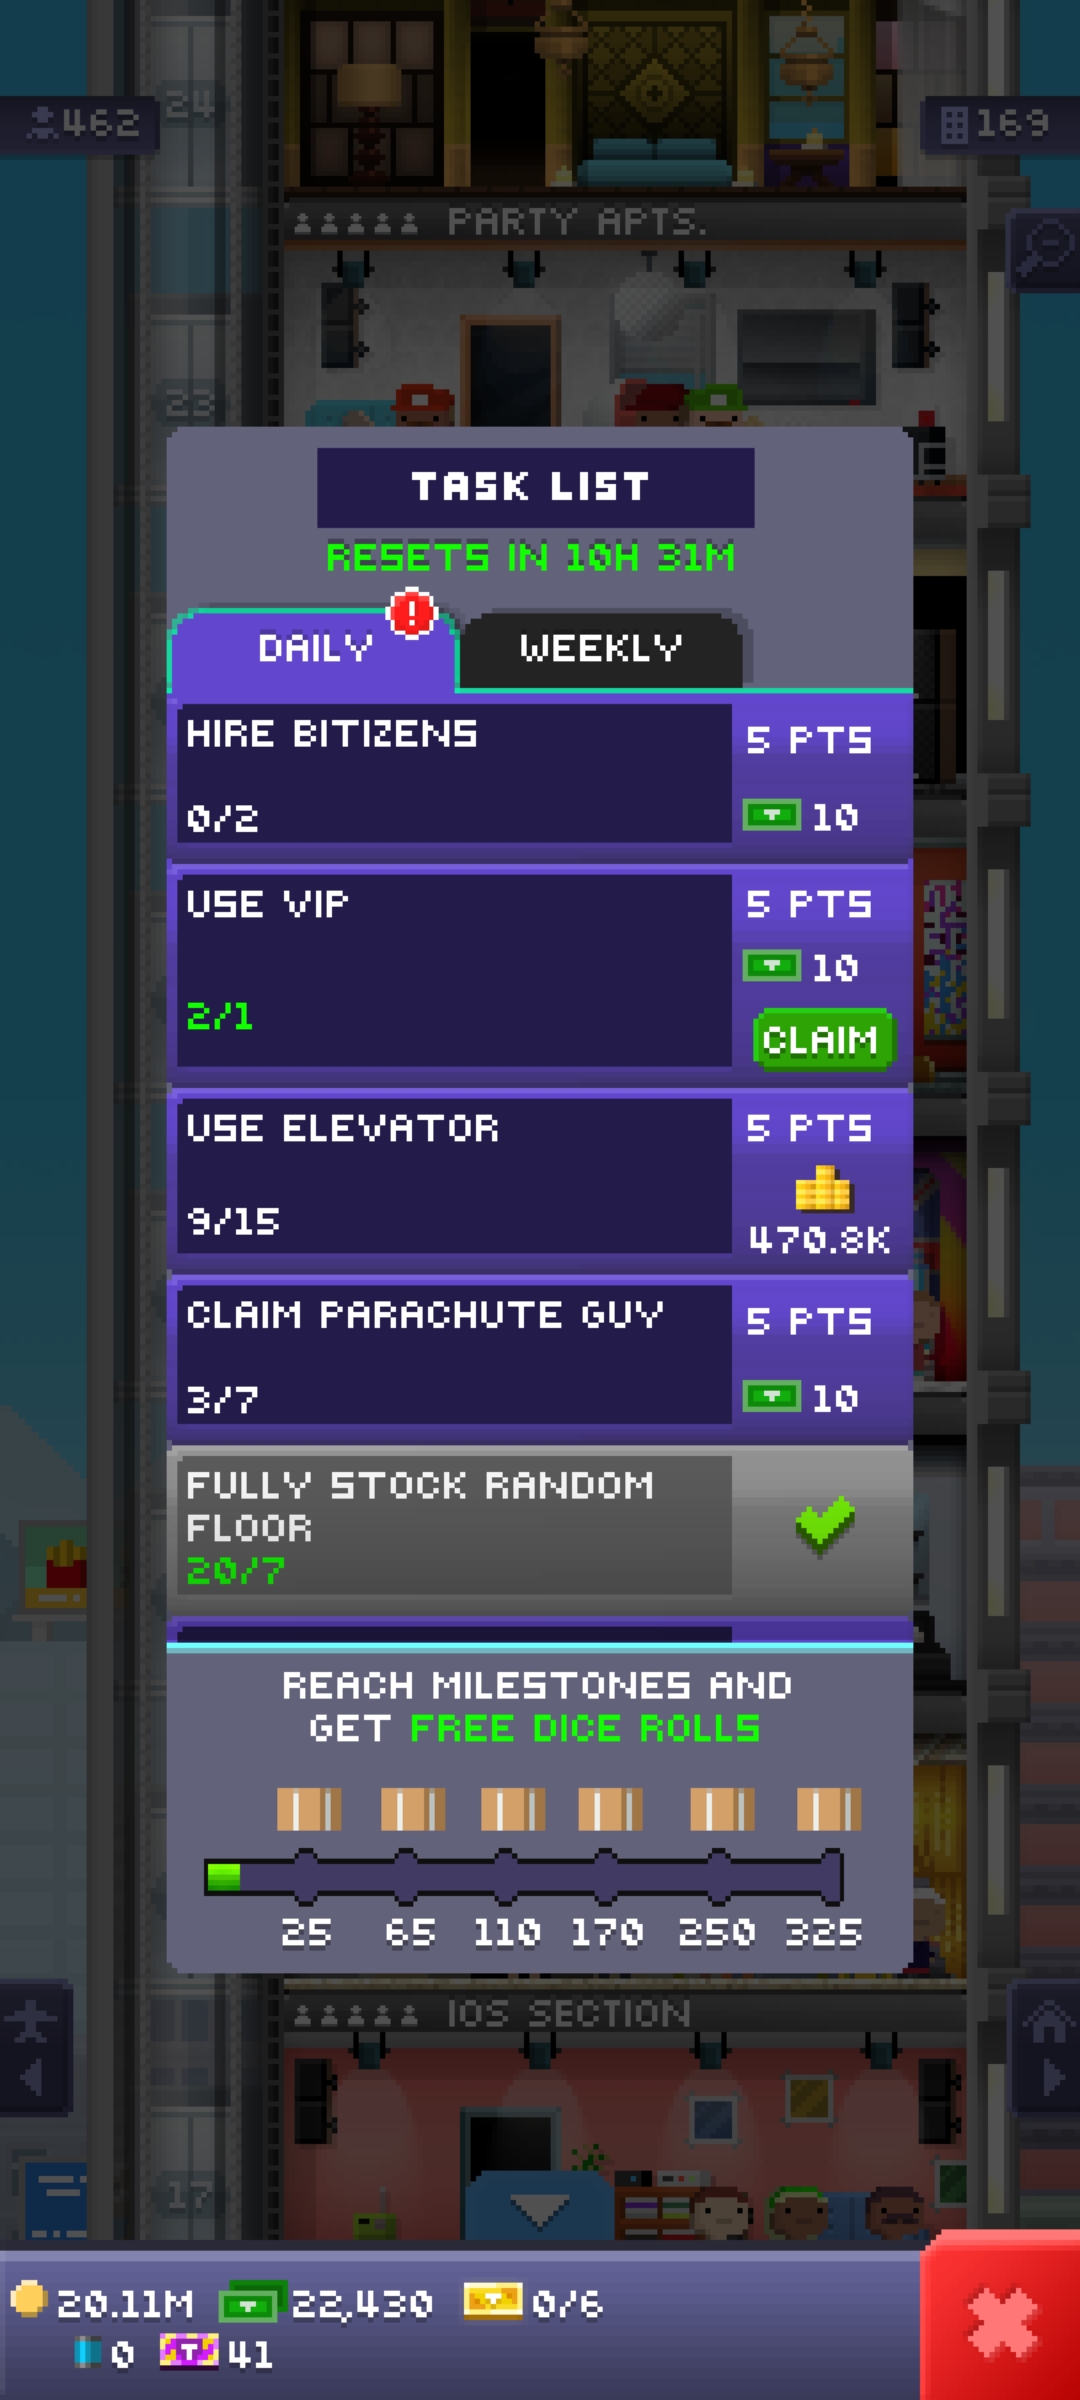 24
462
169
PARTY APTS.
23
TASK LIST
RESETS IN 10H 31M
!
DAILY
WEEKLY
HIRE BITIZENS
5 PTS
0/2
10
USE VIP
5 PTS
10
2/1
CLAIM
USE ELEVATOR
5 PTS
9/15
470.8K
CLAIM PARACHUTE GUY
5 PTS
3/7
10
FULLY STOCK RANDOM
FLOOR
20/7
REACH MILESTONES AND
GET FREE DICE ROLLS
25 65 110 170 250 325
IOS SECTION
17
20.11M 22,430 0/6
0 T 41